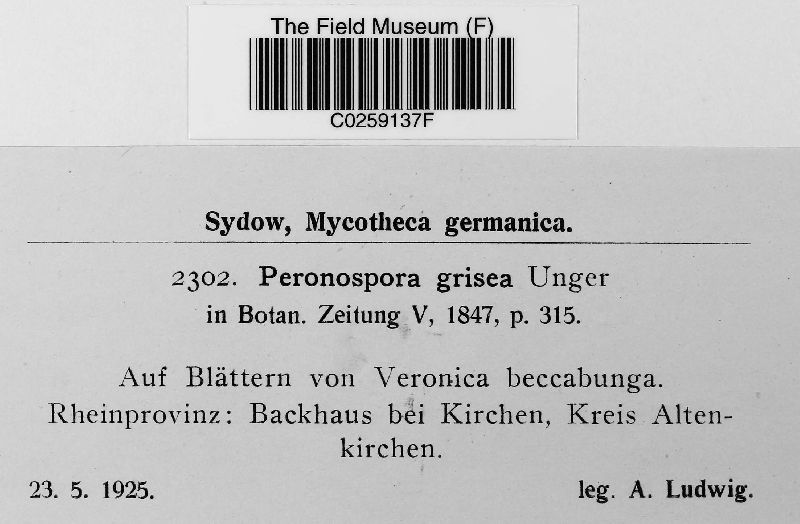 The Field Museum (F)
C0259137F
Sydow, Mycotheca germanica.
2302. Peronospora grisea Unger
in Botan. Zeitung V, 1847, p. 315.
Auf Blättern von Veronica beccabunga.
Rheinprovinz: Backhaus bei Kirchen, Kreis Alten-
kirchen.
23. 5. 1925. leg. A. Ludwig.